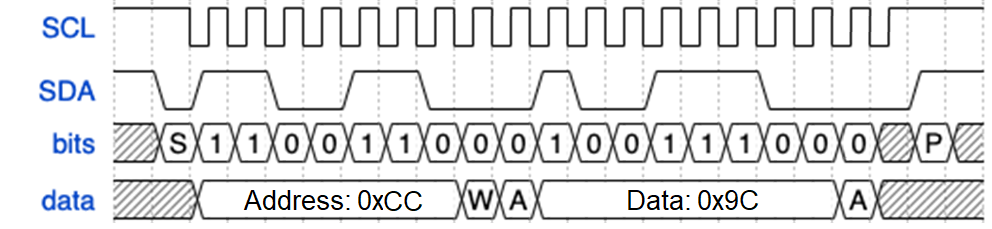 SCL
SDA
bits S 1 1 0 0 1 1 0 0 0 1 0 0 1 1 1 0 0 0 P
data Address: 0xCC W A Data: 0x9C A